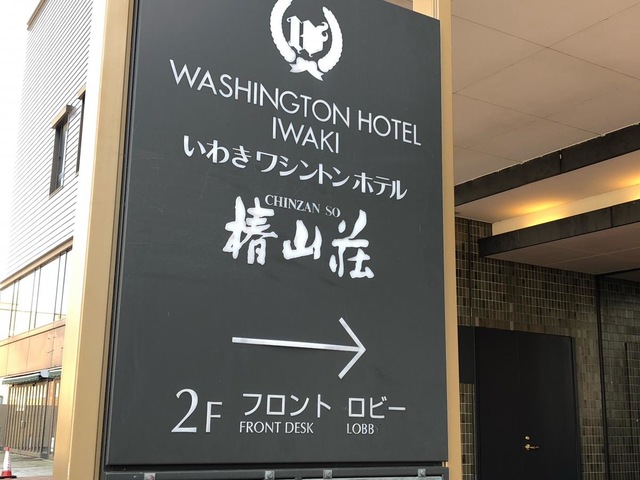 WASHINGTON HOTEL
IWAKI
いわきワシントンホテル
CHINZAN SO
椿山荘
2F フロント ロビー
FRONT DESK LOBB